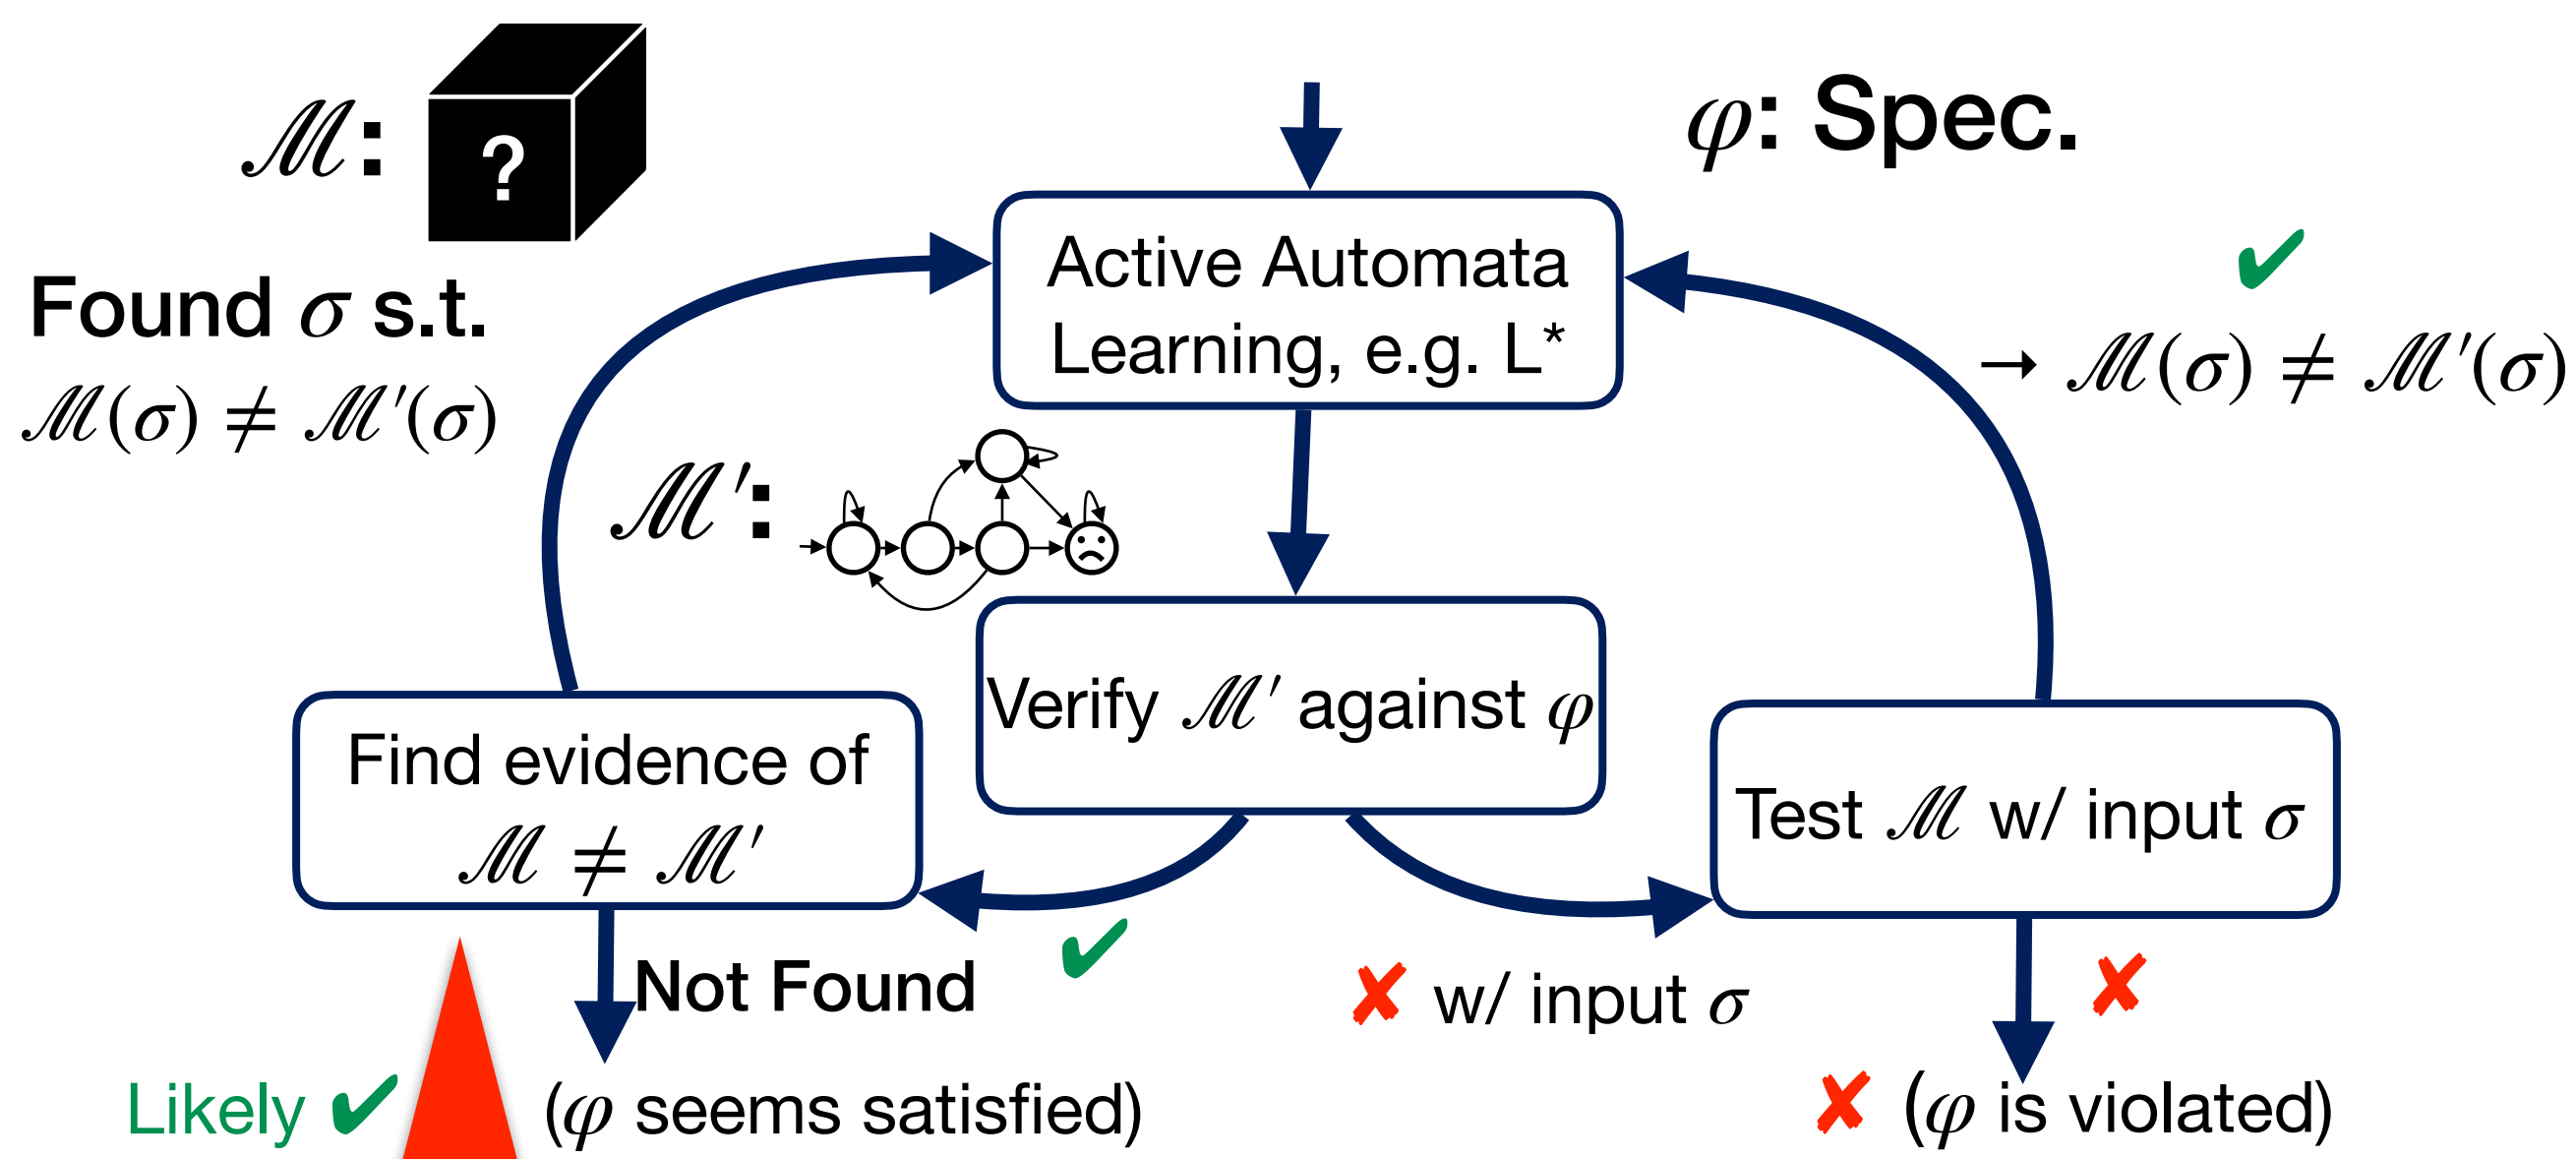 ℳ:
?
φ: Spec.
Found σ s.t.
ℳ(σ) ≠ ℳ′(σ)
Active Automata
Learning, e.g. L*
✔
→ ℳ(σ) ≠ ℳ′(σ)
ℳ′:
Verify ℳ′ against φ
Find evidence of
ℳ ≠ ℳ′
Test ℳ w/ input σ
Not Found
✔
✘ w/ input σ
✘
Likely ✔
(φ seems satisfied)
✘ (φ is violated)